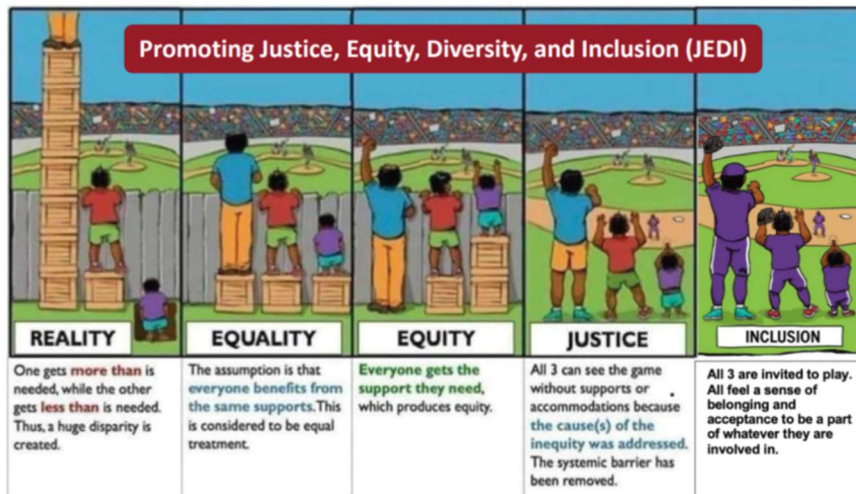 Promoting Justice, Equity, Diversity, and Inclusion (JEDI)
REALITY
One gets more than is
needed, while the other
gets less than is needed.
Thus, a huge disparity is
created.
EQUALITY
The assumption is that
everyone benefits from
the same supports. This
is considered to be equal
treatment.
EQUITY
Everyone gets the
support they need,
which produces equity.
JUSTICE
All 3 can see the game
without supports or
accommodations because
the cause(s) of the
inequity was addressed.
The systemic barrier has
been removed.
INCLUSION
All 3 are invited to play.
All feel a sense of
belonging and
acceptance to be a part
of whatever they are
involved in.